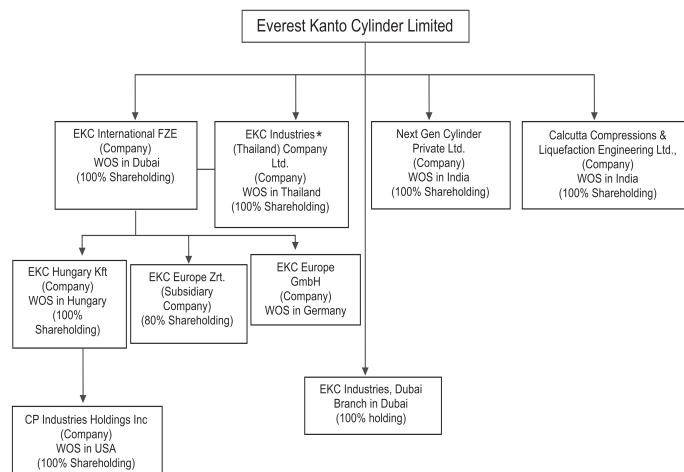 Everest Kanto Cylinder Limited
EKC International FZE
(Company)
WOS in Dubai
(100% Shareholding)
EKC Industries*
(Thailand) Company
Ltd.
(Company)
WOS in Thailand
(100% Shareholding)
Next Gen Cylinder
Private Ltd.
(Company)
WOS in India
(100% Shareholding)
Calcutta Compressions &
Liquefaction Engineering Ltd.,
(Company)
WOS in India
(100% Shareholding)
EKC Hungary Kft
(Company)
WOS in Hungary
(100%
Shareholding)
EKC Europe Zrt.
(Subsidiary
Company)
(80% Shareholding)
EKC Europe
GmbH
(Company)
WOS in Germany
EKC Industries, Dubai
Branch in Dubai
(100% holding)
CP Industries Holdings Inc
(Company)
WOS in USA
(100% Shareholding)